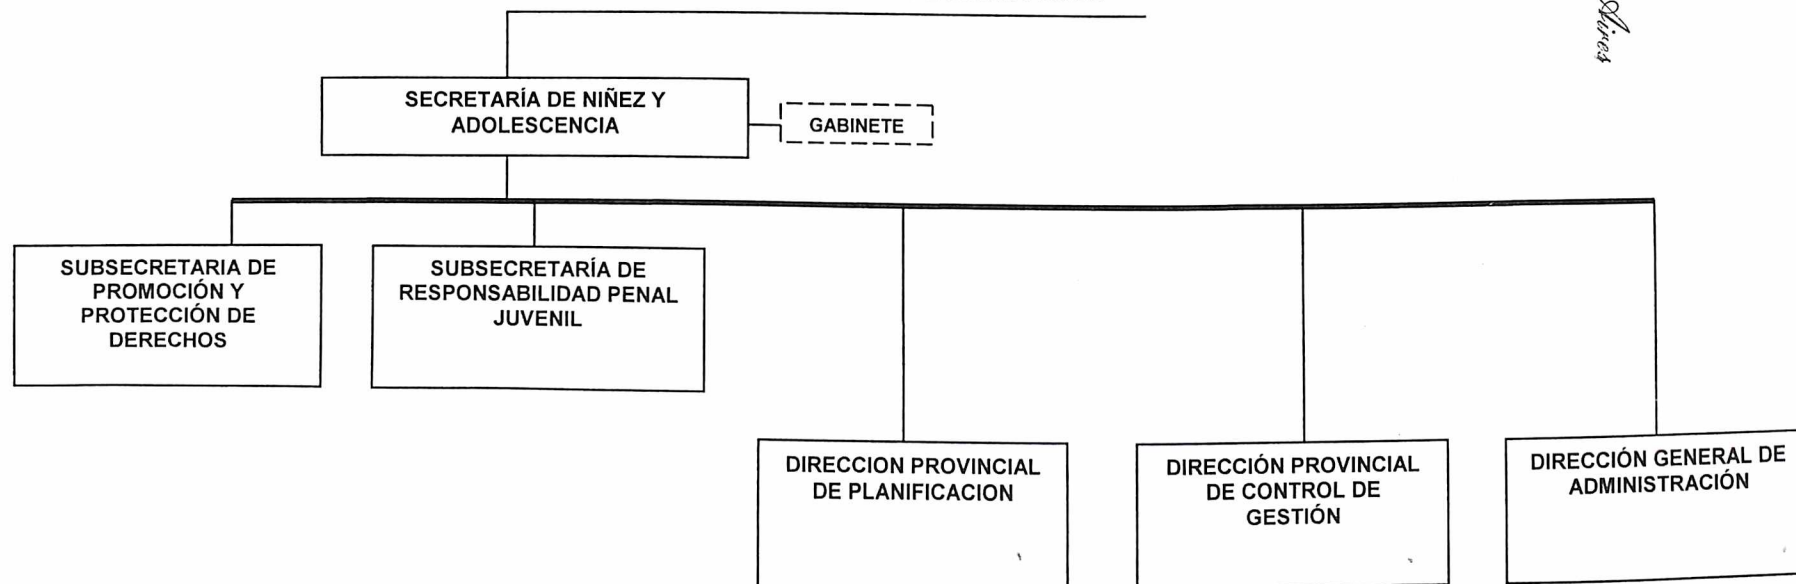 Aires
SECRETARÍA DE NIÑEZ Y
ADOLESCENCIA
GABINETE
SUBSECRETARIA DE
PROMOCIÓN Y
PROTECCIÓN DE
DERECHOS
SUBSECRETARÍA DE
RESPONSABILIDAD PENAL
JUVENIL
DIRECCION PROVINCIAL
DE PLANIFICACION
DIRECCIÓN PROVINCIAL
DE CONTROL DE
GESTIÓN
DIRECCIÓN GENERAL DE
ADMINISTRACIÓN